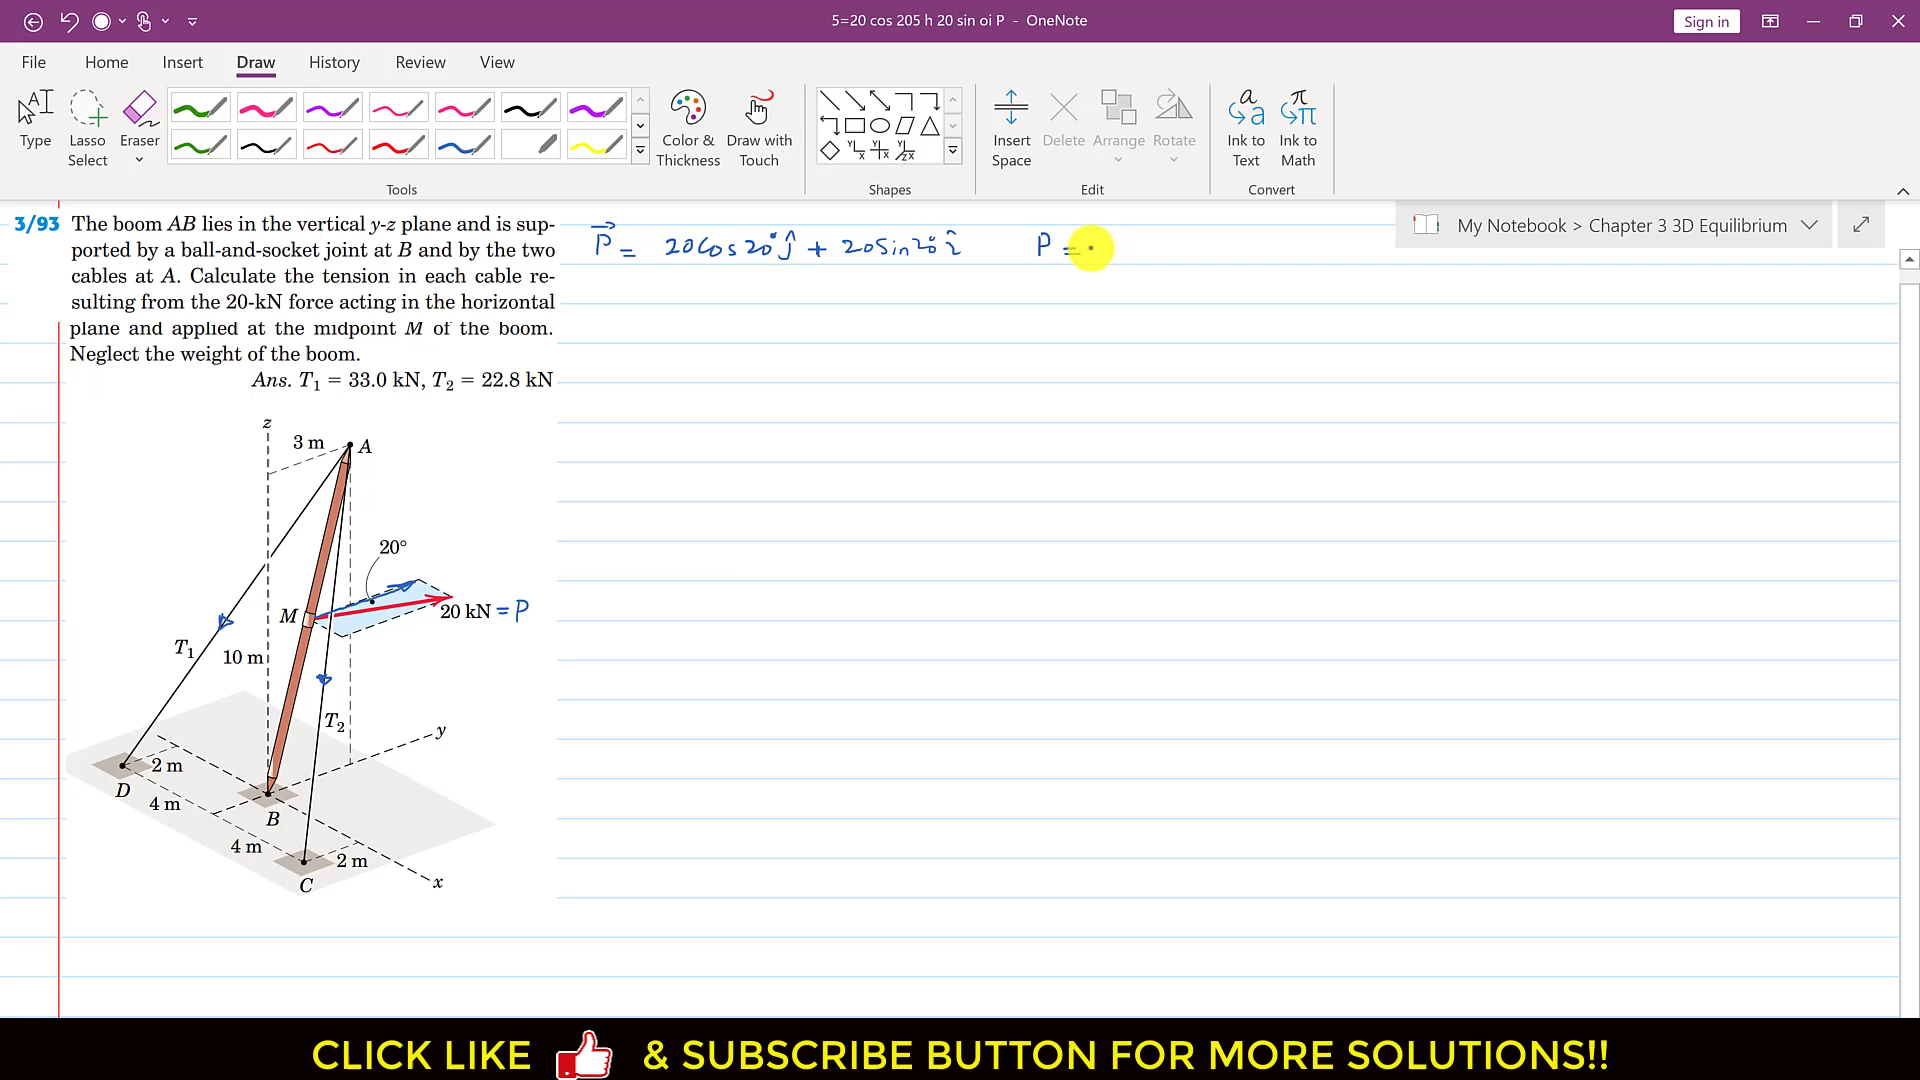 5=20 cos 205 h 20 sin oi P - OneNote
Sign in
File Home Insert Draw History Review View
Type
Lasso Select
Eraser
Color & Thickness
Draw with Touch
Insert Space
Delete
Arrange
Rotate
Ink to Text
Ink to Math
Tools
Shapes
Edit
Convert
My Notebook > Chapter 3 3D Equilibrium
3/93 The boom AB lies in the vertical y-z plane and is sup-
ported by a ball-and-socket joint at B and by the two
cables at A. Calculate the tension in each cable re-
sulting from the 20-kN force acting in the horizontal
plane and applied at the midpoint M of the boom.
Neglect the weight of the boom.
Ans. T₁ = 33.0 kN, T₂ = 22.8 kN
P⃗ = 20 Cos 20° ĵ + 20 Sin 20° î P =
z
3 m
A
20°
M
20 kN = P
T₁
10 m
T₂
y
2 m
D
4 m
B
4 m
2 m
C
x
CLICK LIKE & SUBSCRIBE BUTTON FOR MORE SOLUTIONS!!